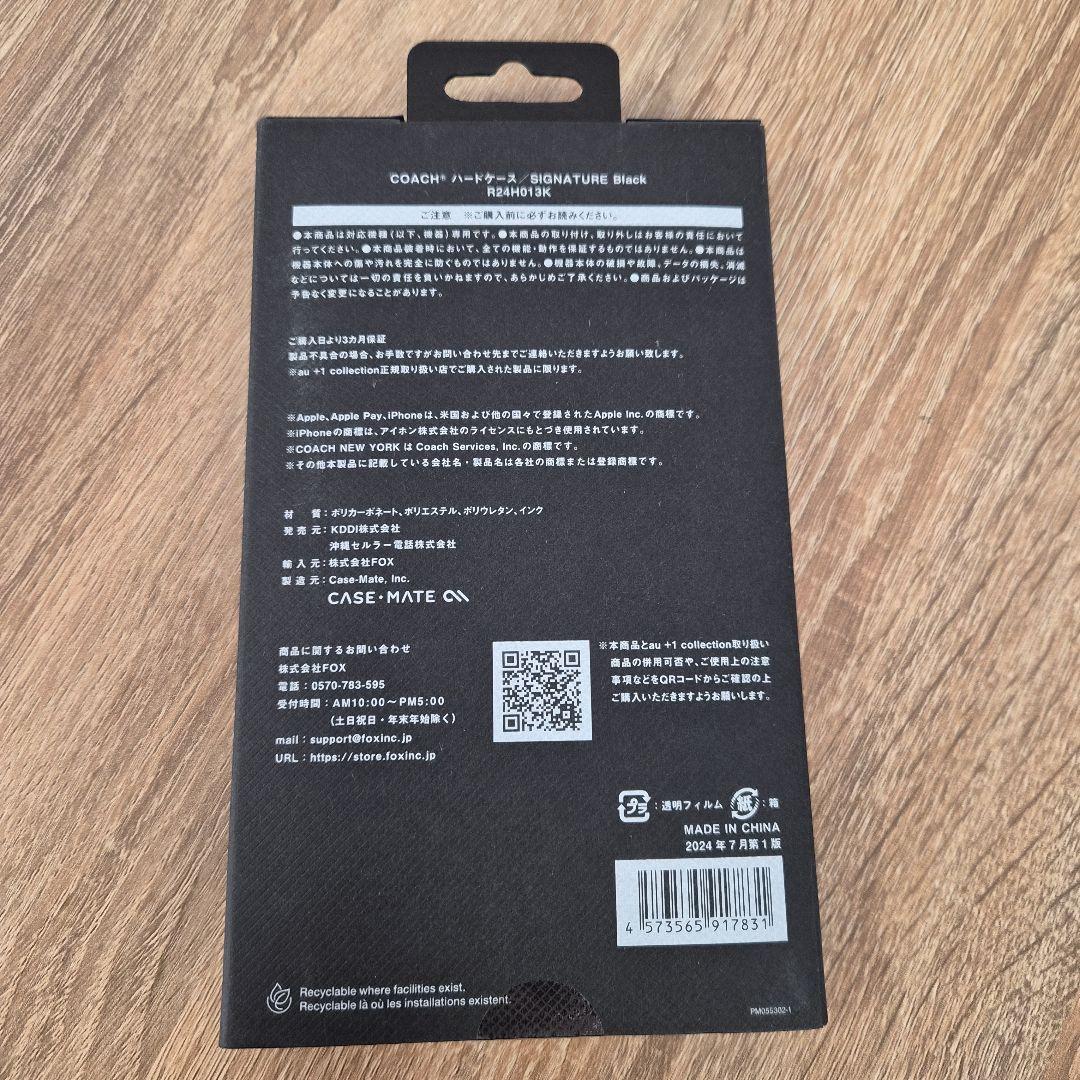 COACH® ハードケース／SIGNATURE Black
R24H013K
ご注意　※ご購入前に必ずお読みください。
●本商品は対応機種(以下、機器)専用です。●本商品の取り付け、取り外しはお客様の責任において
行ってください。●本商品装着時において、全ての機能・動作を保証するものではありません。●本商品は
機器本体への傷や汚れを完全に防ぐものではありません。●機器本体の破損や故障、データの損失、消滅
などについては一切の責任を負いかねますので、あらかじめご了承ください。●商品およびパッケージは
予告なく変更になることがあります。
ご購入日より3カ月保証
製品不具合の場合、お手数ですがお問い合わせ先までご連絡いただきますようお願い致します。
※au +1 collection正規取り扱い店でご購入された製品に限ります。
※Apple、Apple Pay、iPhoneは、米国および他の国々で登録されたApple Inc.の商標です。
※iPhoneの商標は、アイホン株式会社のライセンスにもとづき使用されています。
※COACH NEW YORK は Coach Services, Inc.の商標です。
※その他本製品に記載している会社名・製品名は各社の商標または登録商標です。
材　質：ポリカーボネート、ポリエステル、ポリウレタン、インク
発売元：KDDI株式会社
沖縄セルラー電話株式会社
輸入元：株式会社FOX
製造元：Case-Mate, Inc.
CASE·MATE
商品に関するお問い合わせ
株式会社FOX
電話：0570-783-595
受付時間：AM10:00～PM5:00
(土日祝日・年末年始除く)
mail：support@foxinc.jp
URL：https://store.foxinc.jp
※本商品とau +1 collection取り扱い
商品の併用可否や、ご使用上の注意
事項などをQRコードからご確認の上
ご購入いただきますようお願いします。
プラ：透明フィルム 紙：箱
MADE IN CHINA
2024年7月第1版
4 573565 917831
Recyclable where facilities exist.
Recyclable là où les installations existent.
PM055302-1